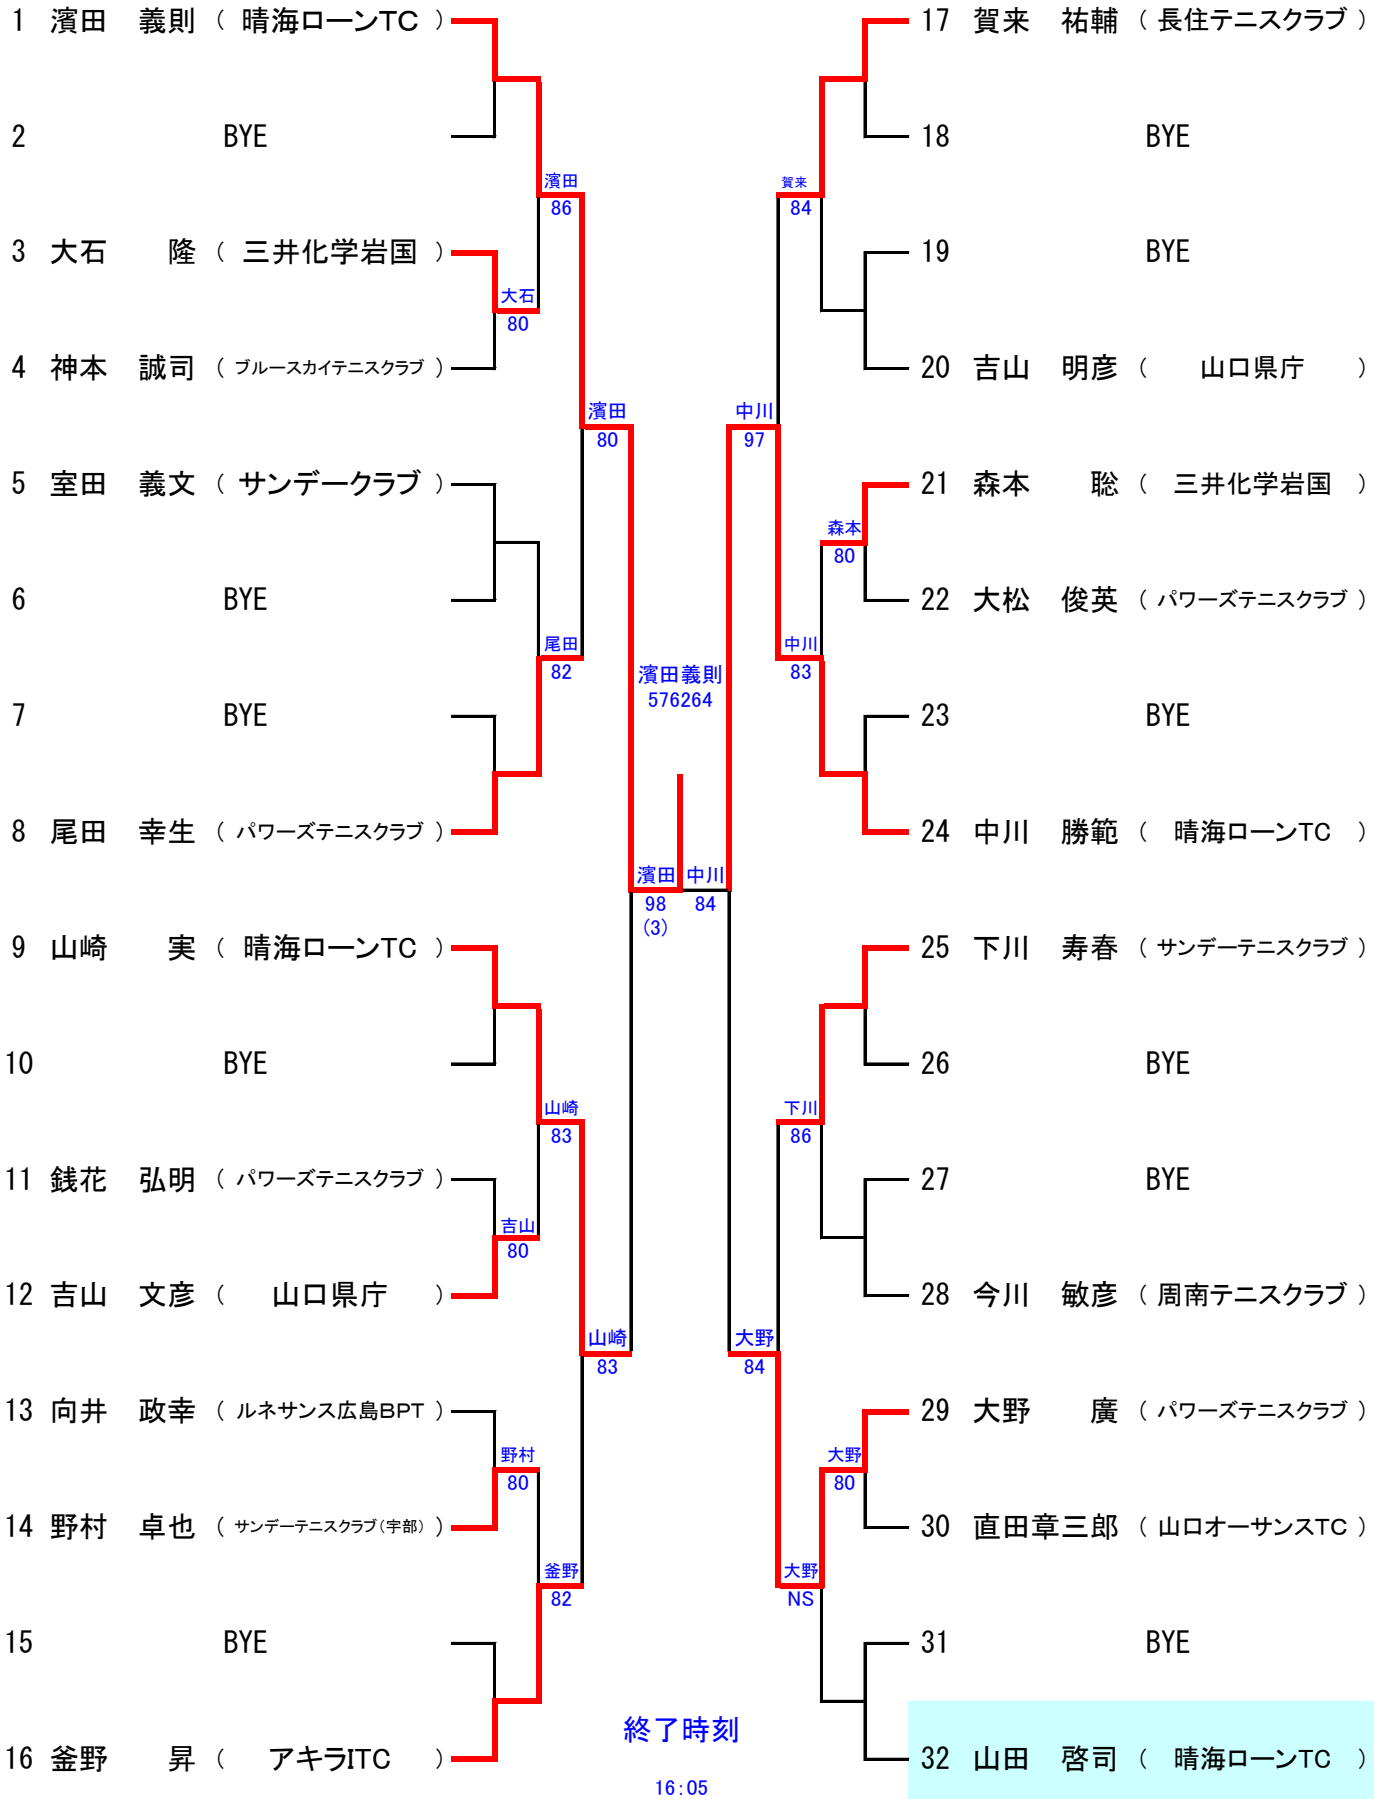 1 濱田 義則 ( 晴海ローンTC )
2 BYE
濱田
86
3 大石 隆 ( 三井化学岩国 )
大石
80
4 神本 誠司 ( ブルースカイテニスクラブ )
濱田
80
5 室田 義文 ( サンデークラブ )
6 BYE
尾田
82
7 BYE
8 尾田 幸生 ( パワーズテニスクラブ )
濱田
98
(3)
9 山崎 実 ( 晴海ローンTC )
10 BYE
山崎
83
11 銭花 弘明 ( パワーズテニスクラブ )
吉山
80
12 吉山 文彦 ( 山口県庁 )
山崎
83
13 向井 政幸 ( ルネサンス広島BPT )
野村
80
14 野村 卓也 ( サンデーテニスクラブ(宇部) )
釜野
82
15 BYE
16 釜野 昇 ( アキラITC )
濱田義則
576264
終了時刻
16:05
17 賀来 祐輔 ( 長住テニスクラブ )
18 BYE
賀来
84
19 BYE
20 吉山 明彦 ( 山口県庁 )
中川
97
21 森本 聡 ( 三井化学岩国 )
森本
80
22 大松 俊英 ( パワーズテニスクラブ )
中川
83
23 BYE
24 中川 勝範 ( 晴海ローンTC )
中川
84
25 下川 寿春 ( サンデーテニスクラブ )
26 BYE
下川
86
27 BYE
28 今川 敏彦 ( 周南テニスクラブ )
大野
84
29 大野 廣 ( パワーズテニスクラブ )
大野
80
30 直田章三郎 ( 山口オーサンスTC )
大野
NS
31 BYE
32 山田 啓司 ( 晴海ローンTC )